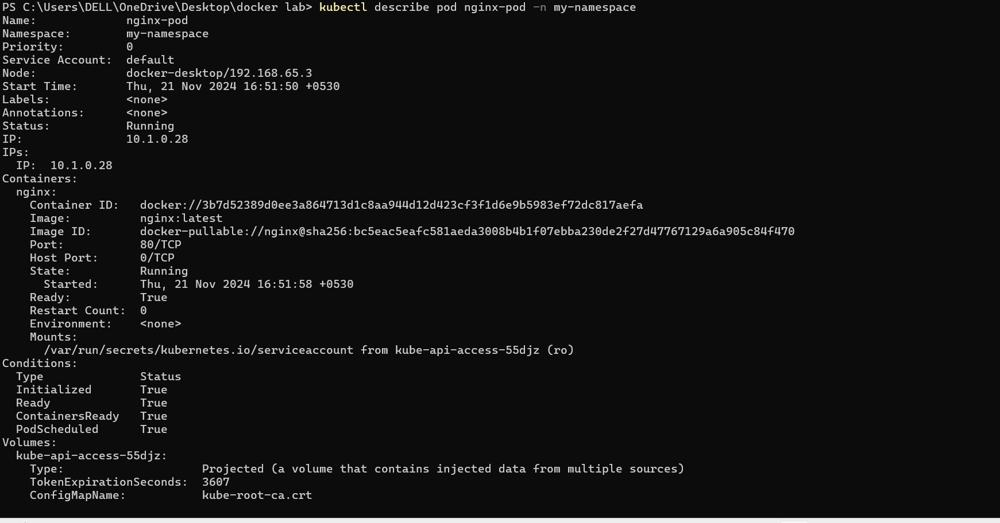 PS C:\Users\DELL\OneDrive\Desktop\docker lab> kubectl describe pod nginx-pod -n my-namespace
Name:             nginx-pod
Namespace:        my-namespace
Priority:         0
Service Account:  default
Node:             docker-desktop/192.168.65.3
Start Time:       Thu, 21 Nov 2024 16:51:50 +0530
Labels:           <none>
Annotations:      <none>
Status:           Running
IP:               10.1.0.28
IPs:
  IP:  10.1.0.28
Containers:
  nginx:
    Container ID:   docker://3b7d52389d0ee3a864713d1c8aa944d12d423cf3f1d6e9b5983ef72dc817aefa
    Image:          nginx:latest
    Image ID:       docker-pullable://nginx@sha256:bc5eac5eafc581aeda3008b4b1f07ebba230de2f27d47767129a6a905c84f470
    Port:           80/TCP
    Host Port:      0/TCP
    State:          Running
      Started:      Thu, 21 Nov 2024 16:51:58 +0530
    Ready:          True
    Restart Count:  0
    Environment:    <none>
    Mounts:
      /var/run/secrets/kubernetes.io/serviceaccount from kube-api-access-55djz (ro)
Conditions:
  Type              Status
  Initialized       True
  Ready             True
  ContainersReady   True
  PodScheduled      True
Volumes:
  kube-api-access-55djz:
    Type:                    Projected (a volume that contains injected data from multiple sources)
    TokenExpirationSeconds:  3607
    ConfigMapName:           kube-root-ca.crt